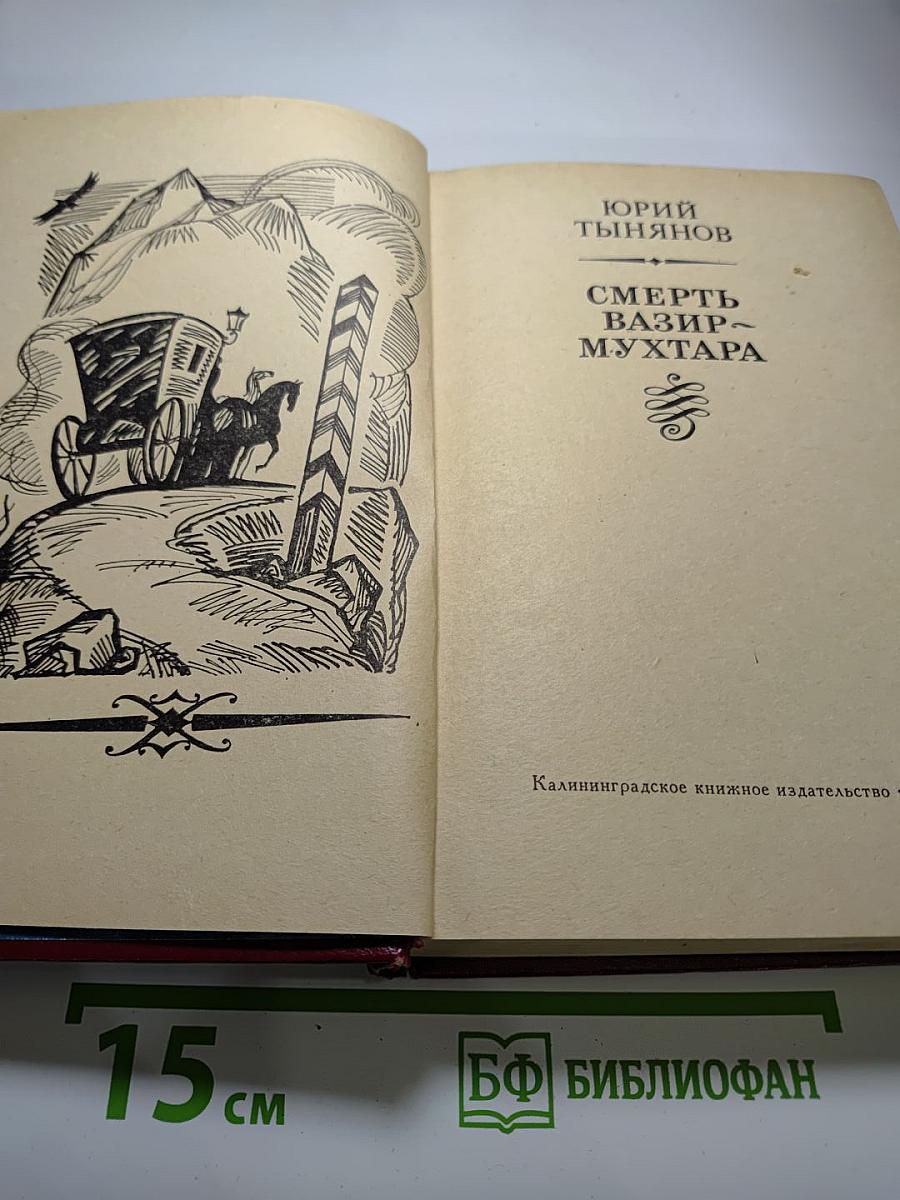 ЮРИЙ
ТЫНЯНОВ
СМЕРТЬ
ВАЗИР~
МУХТАРА
Калининградское книжное издательство
15 см
БФ БИБЛИОФАН